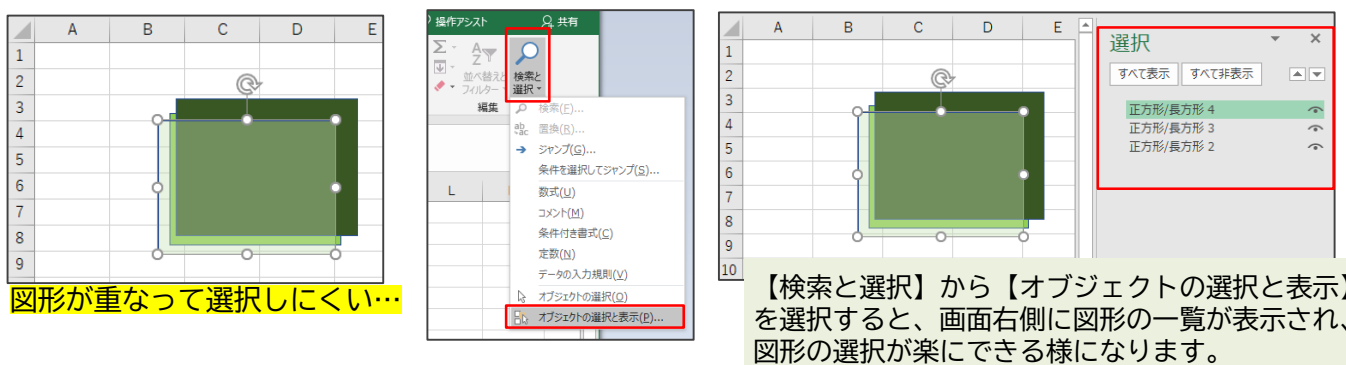 A B C D E
1
2
3
4
5
6
7
8
9
図形が重なって選択しにくい…
操作アシスト 共有
並べ替えと
フィルター
検索と
選択
編集
検索(F)...
置換(R)...
ジャンプ(G)...
条件を選択してジャンプ(S)...
数式(U)
コメント(M)
条件付き書式(C)
定数(N)
データの入力規則(V)
オブジェクトの選択(O)
オブジェクトの選択と表示(P)...
L
A B C D E
1
2
3
4
5
6
7
8
9
10
選択
すべて表示 すべて非表示
正方形/長方形 4
正方形/長方形 3
正方形/長方形 2
【検索と選択】から【オブジェクトの選択と表示】
を選択すると、画面右側に図形の一覧が表示され、
図形の選択が楽にできる様になります。